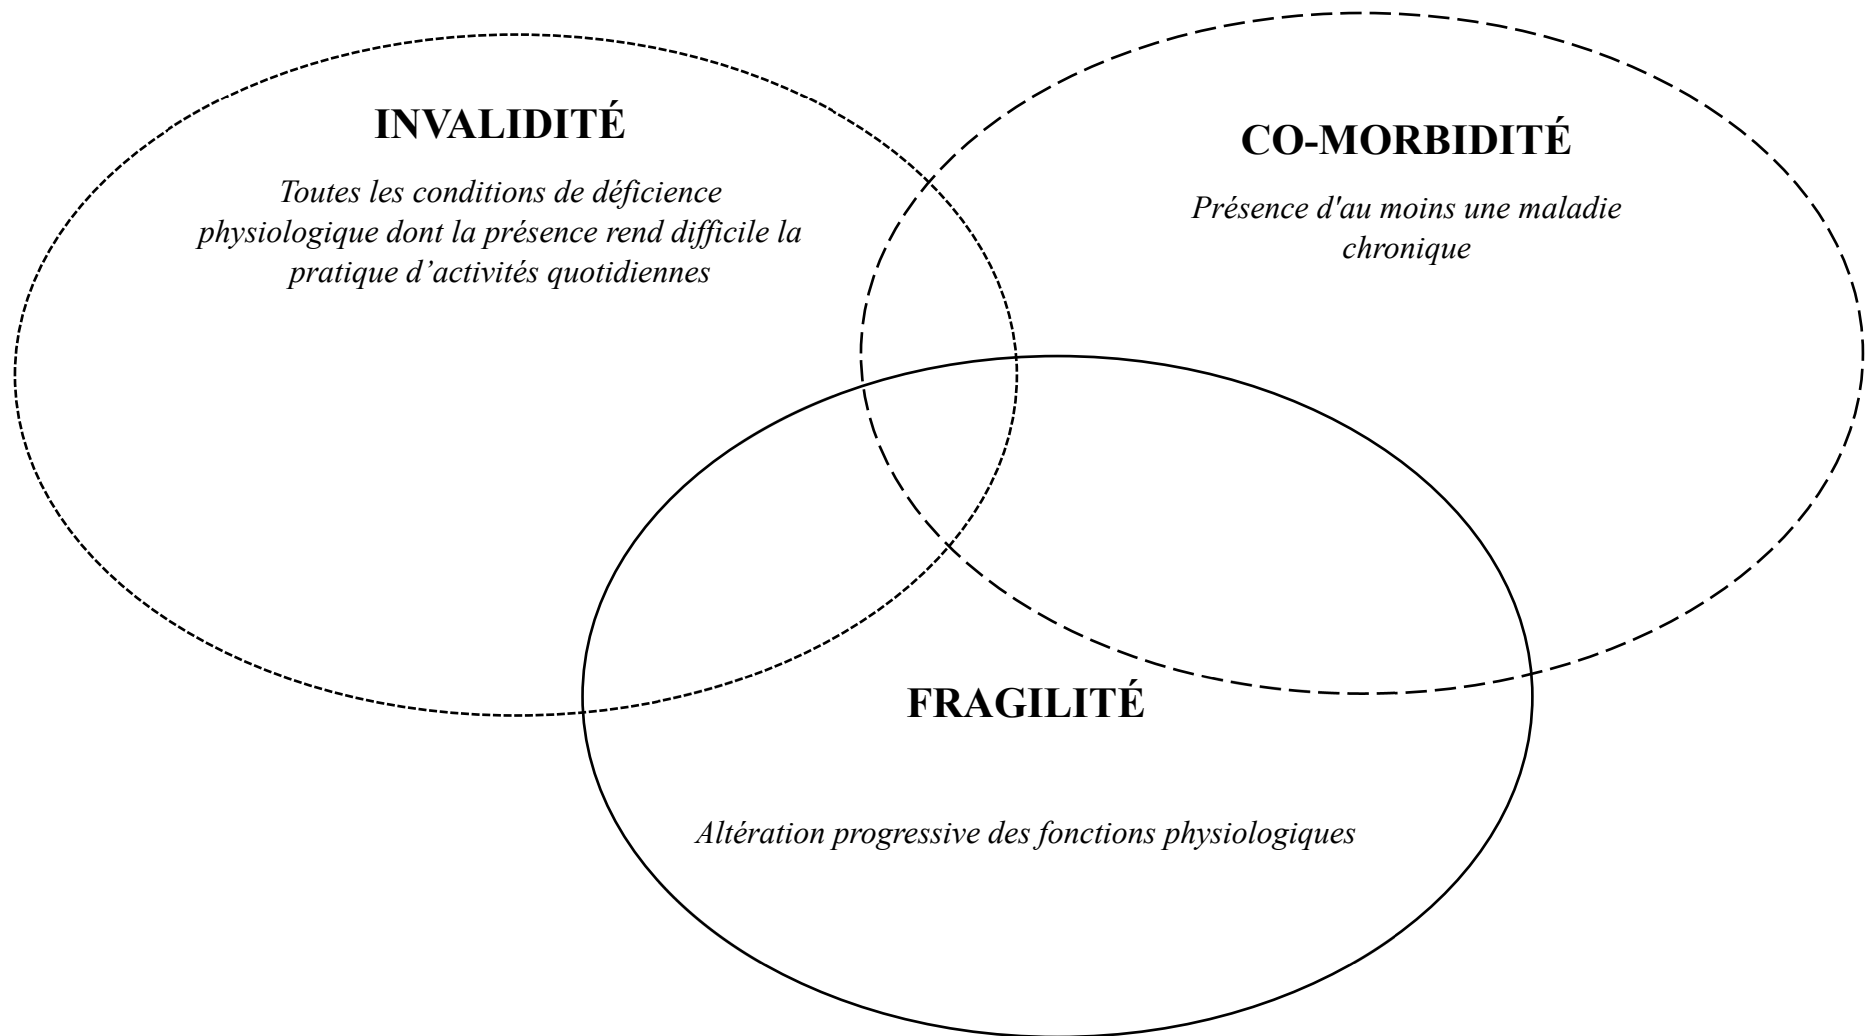 INVALIDITÉ
Toutes les conditions de déficience
physiologique dont la présence rend difficile la
pratique d’activités quotidiennes
CO-MORBIDITÉ
Présence d'au moins une maladie
chronique
FRAGILITÉ
Altération progressive des fonctions physiologiques